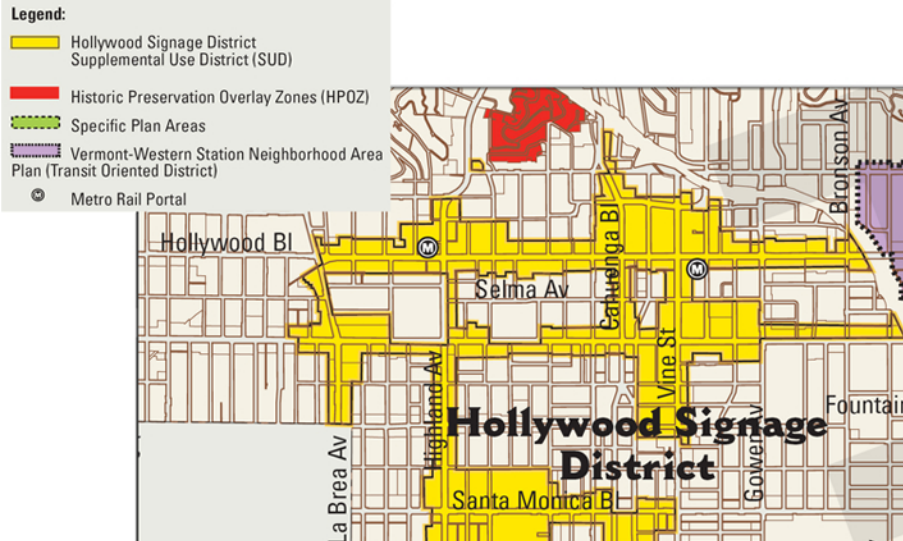 Legend:
Hollywood Signage District
Supplemental Use District (SUD)
Historic Preservation Overlay Zones (HPOZ)
Specific Plan Areas
Vermont-Western Station Neighborhood Area
Plan (Transit Oriented District)
M Metro Rail Portal
Bronson Av
Hollywood Bl
M
Cahuenga Bl
M
Selma Av
Vine St
Highland Av
Fountain
Hollywood Signage
District
Gower Av
La Brea Av
Santa Monica Bl